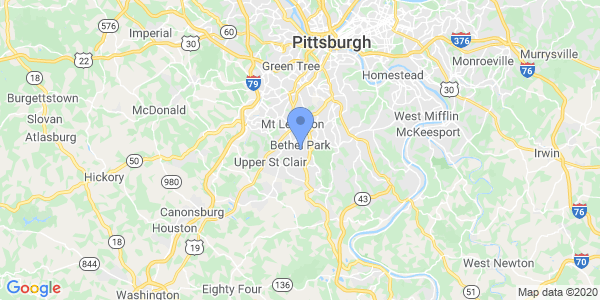 576
Imperial
60
Pittsburgh
376
Murrysville
22
Green Tree
Monroeville
76
18
79
Homestead
30
Burgettstown
Slovan
McDonald
Mt Lebanon
West Mifflin
Atlasburg
McKeesport
50
Bethel Park
Irwin
Upper St Clair
Hickory
980
43
Canonsburg
76
Houston
18
19
844
West Newton
70
136
31
Eighty Four
Washington
Google
Map data ©2020